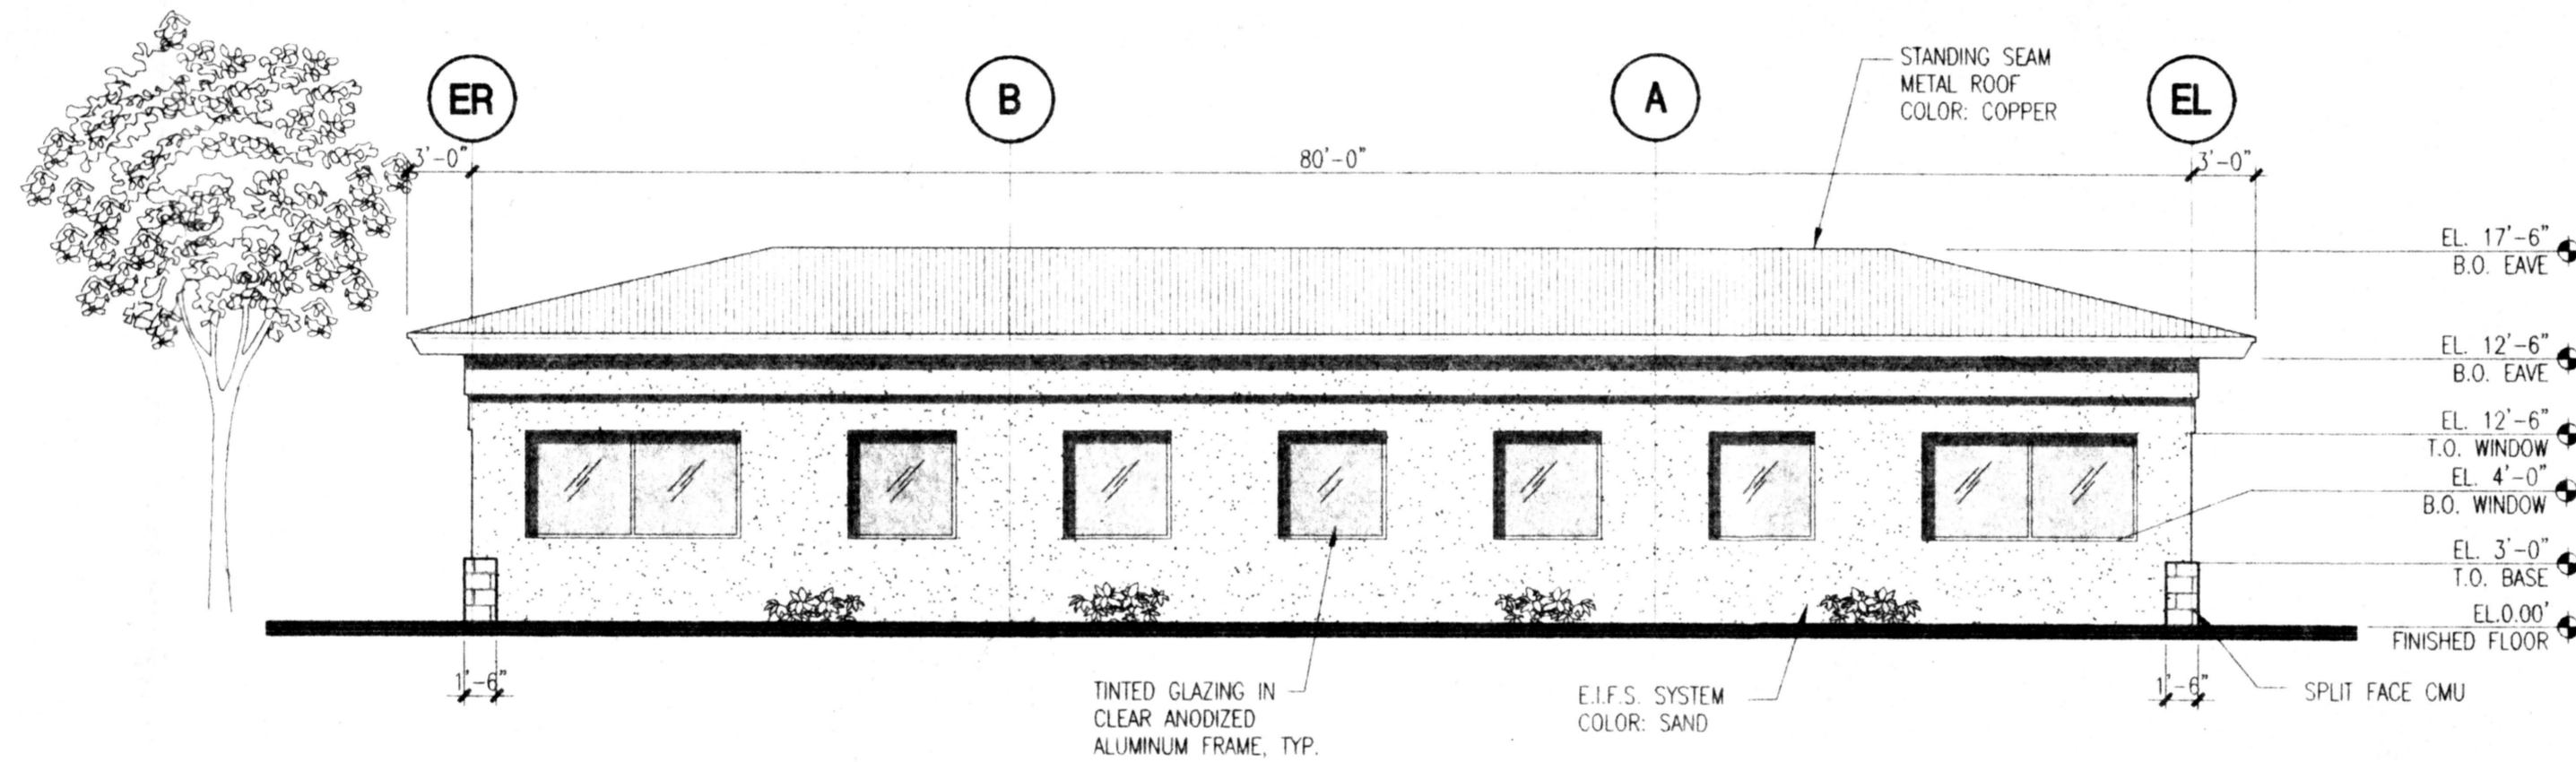 ER
B
A
EL
STANDING SEAM
METAL ROOF
COLOR: COPPER
3'-0"
80'-0"
3'-0"
EL. 17'-6"
B.O. EAVE
EL. 12'-6"
B.O. EAVE
EL. 12'-6"
T.O. WINDOW
EL. 4'-0"
B.O. WINDOW
EL. 3'-0"
T.O. BASE
EL.0.00'
FINISHED FLOOR
1'-6"
TINTED GLAZING IN
CLEAR ANODIZED
ALUMINUM FRAME, TYP.
E.I.F.S. SYSTEM
COLOR: SAND
1'-6"
SPLIT FACE CMU